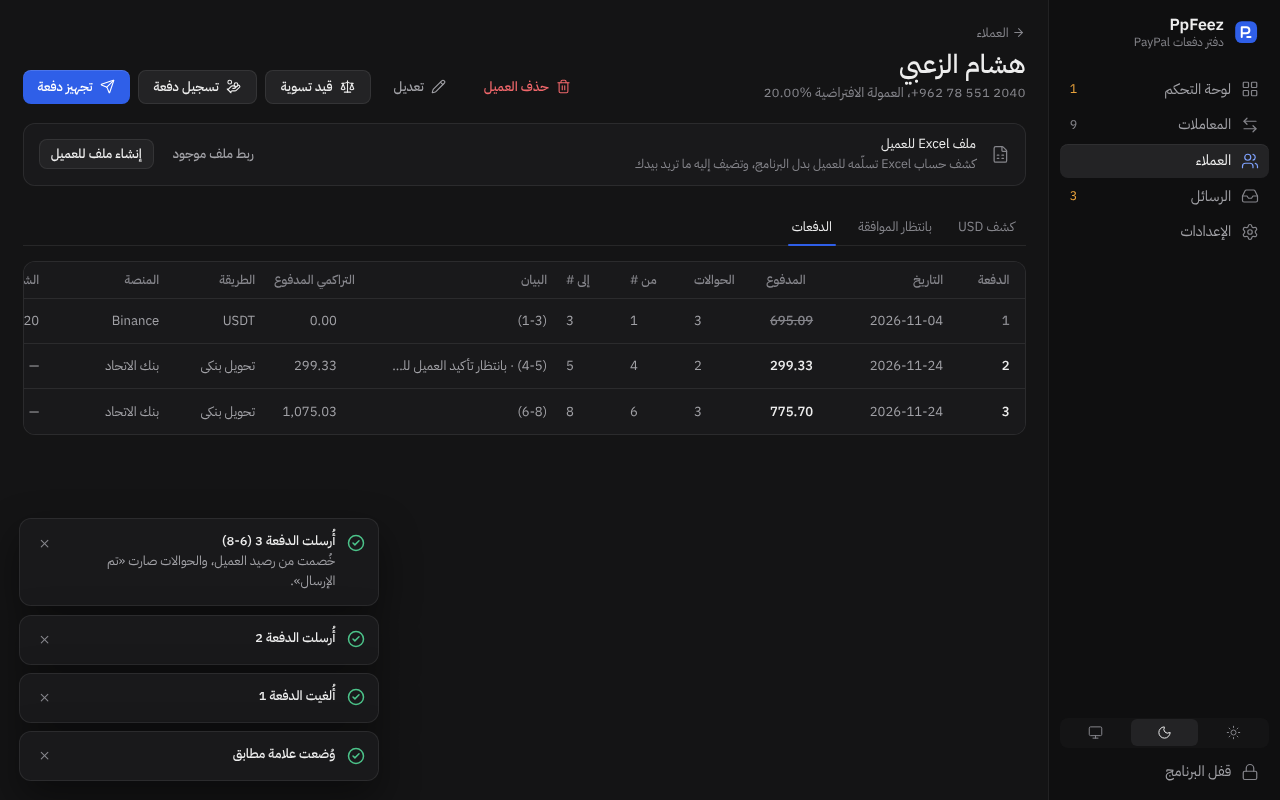 PpFeez
دفتر دفعات PayPal
لوحة التحكم 1
المعاملات 9
العملاء
الرسائل 3
الإعدادات
قفل البرنامج
العملاء
هشام الزعبي
+962 78 551 2040، العمولة الافتراضية 20.00%
حذف العميل
تعديل
قيد تسوية
تسجيل دفعة
تجهيز دفعة
ملف Excel للعميل
كشف حساب Excel تسلّمه للعميل بدل البرنامج، وتضيف إليه ما تريد بيدك
ربط ملف موجود
إنشاء ملف للعميل
كشف USD بانتظار الموافقة الدفعات
الدفعة التاريخ المدفوع الحوالات من # إلى # البيان التراكمي المدفوع الطريقة المنصة الش
1 2026-11-04 695.09 3 1 3 (1-3) 0.00 USDT Binance 20
2 2026-11-24 299.33 2 4 5 (4-5) · بانتظار تأكيد العميل للـ... 299.33 تحويل بنكي بنك الاتحاد —
3 2026-11-24 775.70 3 6 8 (6-8) 1,075.03 تحويل بنكي بنك الاتحاد —
أُرسلت الدفعة 3 (6-8)
خُصمت من رصيد العميل، والحوالات صارت «تم
الإرسال».
أُرسلت الدفعة 2
أُلغيت الدفعة 1
وُضعت علامة مطابق